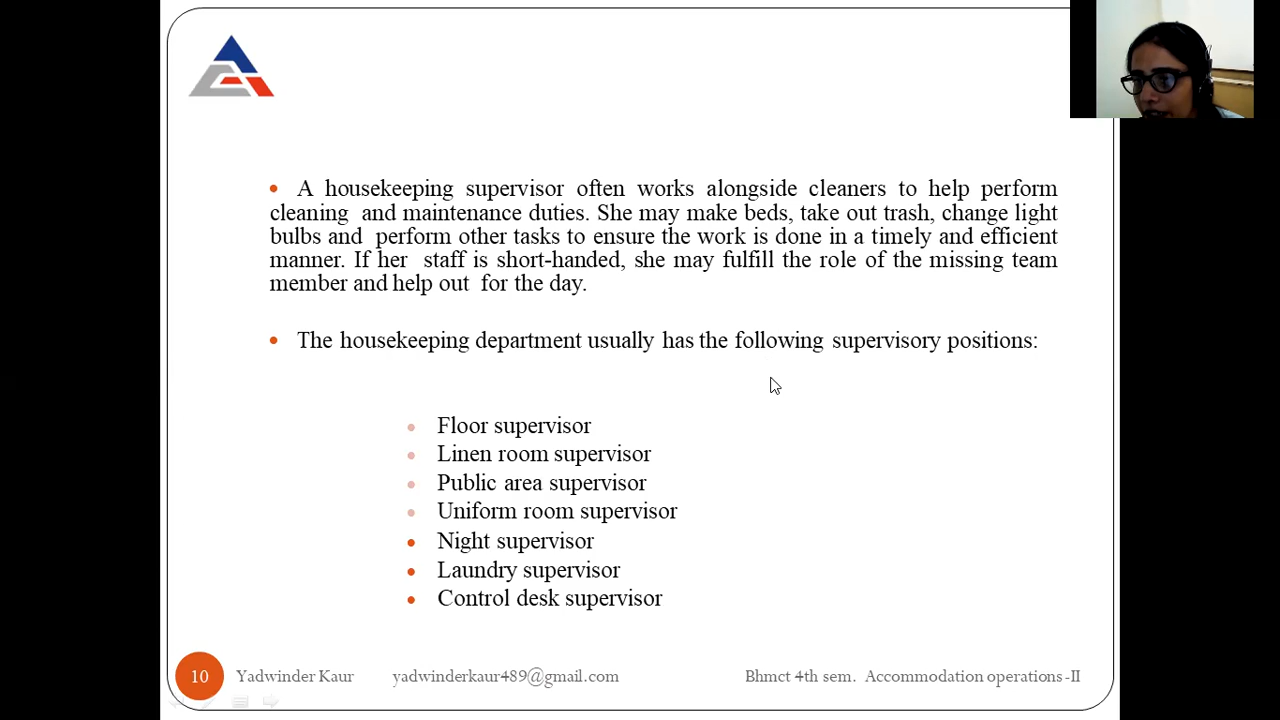 • A housekeeping supervisor often works alongside cleaners to help perform
cleaning and maintenance duties. She may make beds, take out trash, change light
bulbs and perform other tasks to ensure the work is done in a timely and efficient
manner. If her staff is short-handed, she may fulfill the role of the missing team
member and help out for the day.
• The housekeeping department usually has the following supervisory positions:
• Floor supervisor
• Linen room supervisor
• Public area supervisor
• Uniform room supervisor
• Night supervisor
• Laundry supervisor
• Control desk supervisor
10 Yadwinder Kaur yadwinderkaur489@gmail.com Bhmct 4th sem. Accommodation operations -II